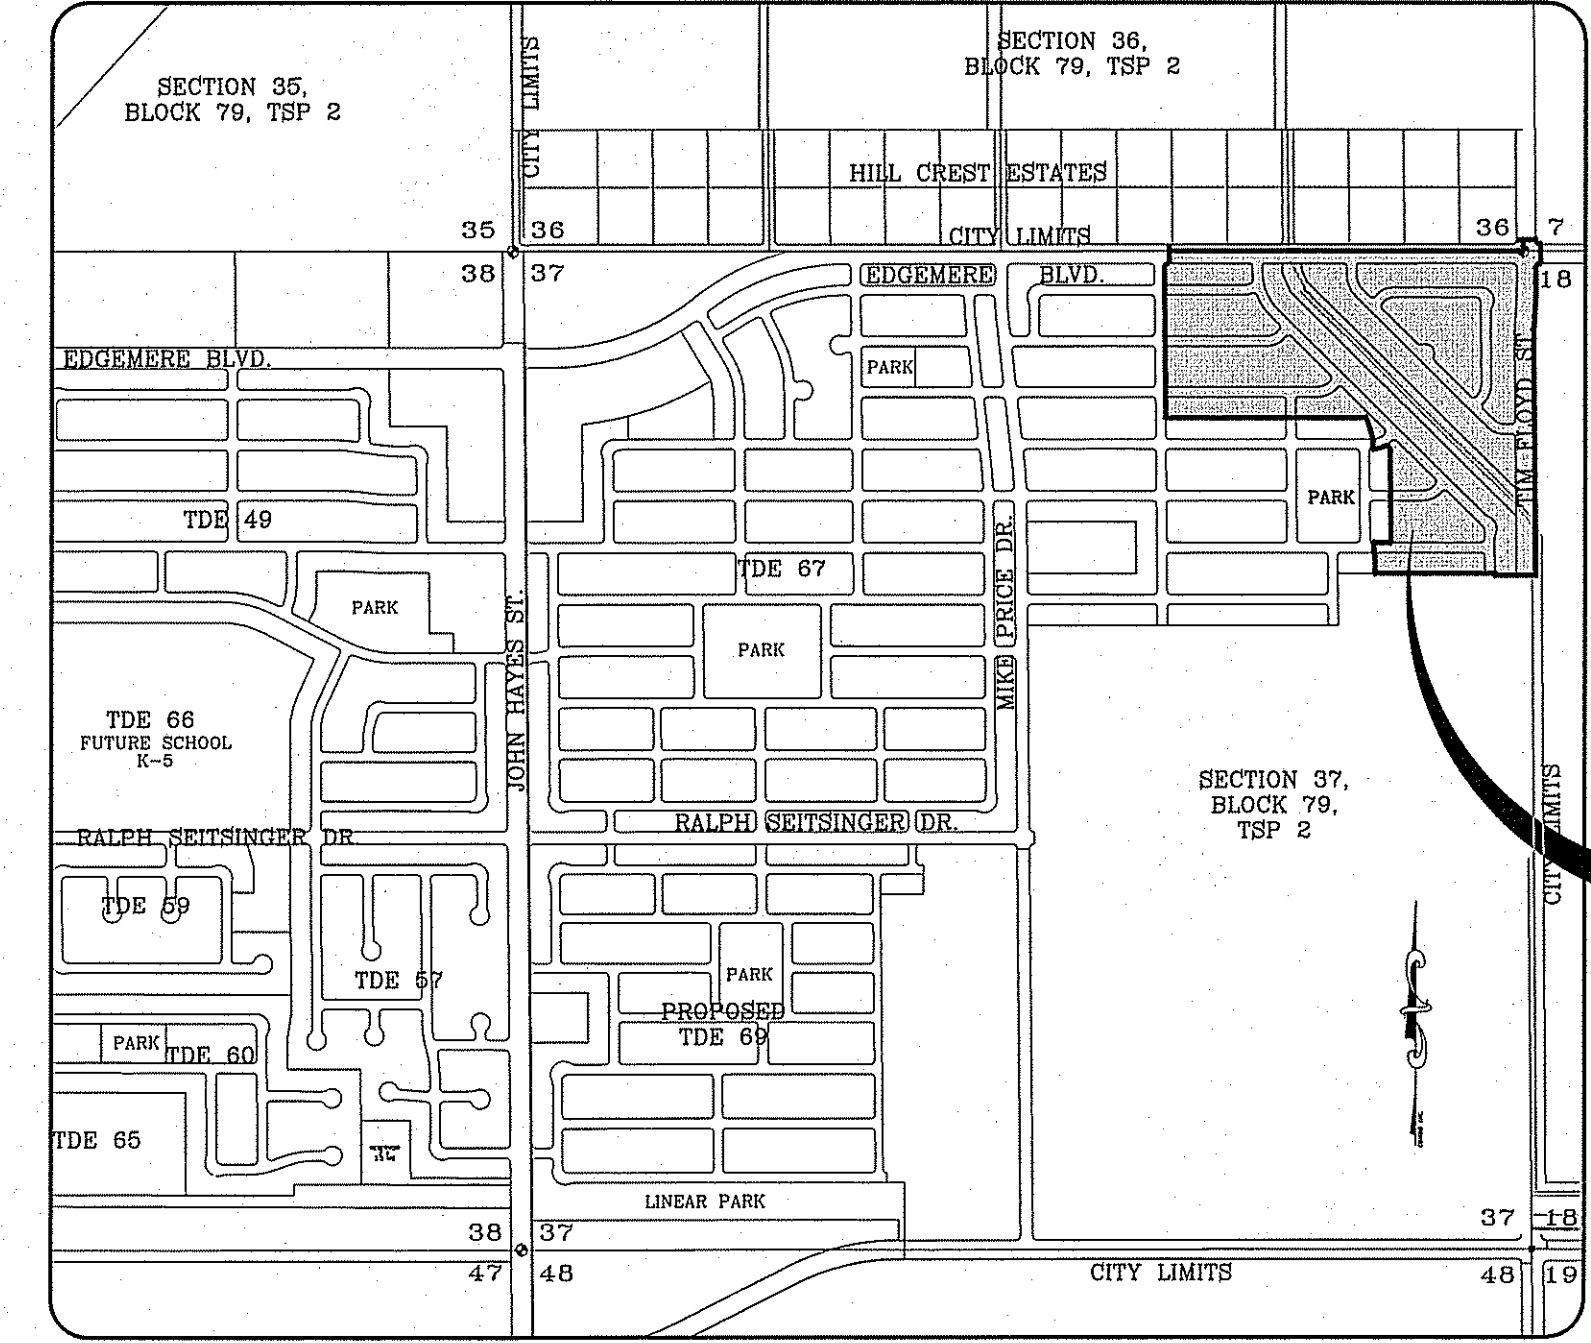 SECTION 35,
BLOCK 79, TSP 2
CITY LIMITS
SECTION 36,
BLOCK 79, TSP 2
HILL CREST ESTATES
CITY LIMITS
35 36
38 37
36 7
18
EDGEMERE BLVD.
EDGEMERE BLVD.
PARK
TIM FLOYD ST.
PARK
TDE 49
TDE 67
MIKE PRICE DR.
PARK
PARK
JOHN HAYES ST.
TDE 66
FUTURE SCHOOL
K-5
SECTION 37,
BLOCK 79,
TSP 2
CITY LIMITS
RALPH SEITSINGER DR.
RALPH SEITSINGER DR
TDE 59
TDE 57
PARK
PROPOSED
TDE 69
PARK
TDE 60
TDE 65
LINEAR PARK
38 37
47 48
37 18
48 19
CITY LIMITS